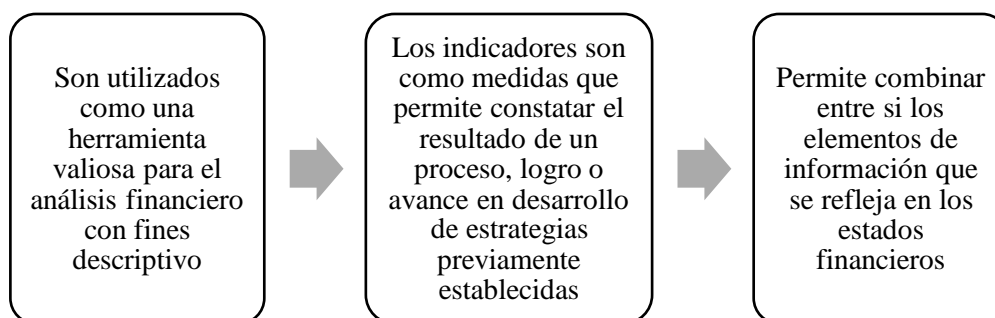 Son utilizados
como una
herramienta
valiosa para el
análisis financiero
con fines
descriptivo
Los indicadores son
como medidas que
permite constatar el
resultado de un
proceso, logro o
avance en desarrollo
de estrategias
previamente
establecidas
Permite combinar
entre si los
elementos de
información que
se refleja en los
estados
financieros